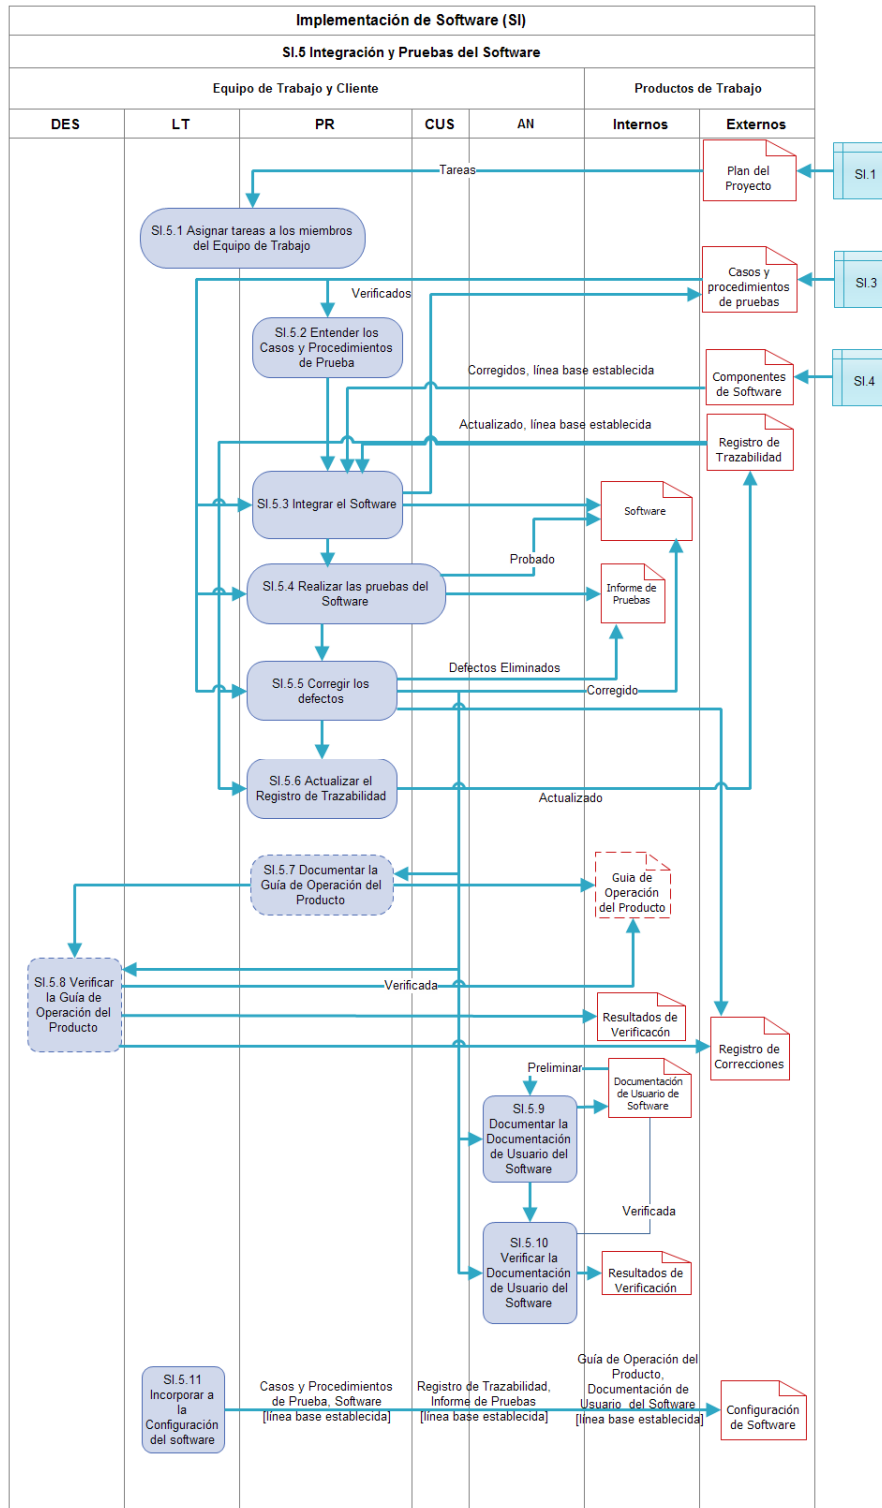 Implementación de Software (SI)
SI.5 Integración y Pruebas del Software
Equipo de Trabajo y Cliente
Productos de Trabajo
DES
LT
PR
CUS
AN
Internos
Externos
Tareas
Plan del
Proyecto
SI.1
SI.5.1 Asignar tareas a los miembros
del Equipo de Trabajo
Casos y
procedimientos
de pruebas
SI.3
Verificados
SI.5.2 Entender los
Casos y Procedimientos
de Prueba
Corregidos, línea base establecida
Componentes
de Software
SI.4
Actualizado, línea base establecida
Registro de
Trazabilidad
SI.5.3 Integrar el Software
Software
Probado
SI.5.4 Realizar las pruebas del
Software
Informe de
Pruebas
Defectos Eliminados
SI.5.5 Corregir los
defectos
Corregido
SI.5.6 Actualizar el
Registro de Trazabilidad
Actualizado
SI.5.7 Documentar la
Guía de Operación del
Producto
Guia de
Operación
del Producto
SI.5.8 Verificar
la Guía de
Operación del
Producto
Verificada
Resultados de
Verificacón
Registro de
Correcciones
Preliminar
Documentación
de Usuario de
Software
SI.5.9
Documentar la
Documentación
de Usuario del
Software
Verificada
SI.5.10
Verificar la
Documentación
de Usuario del
Software
Resultados de
Verificación
SI.5.11
Incorporar a
la
Configuración
del software
Casos y Procedimientos
de Prueba, Software
[línea base establecida]
Registro de Trazabilidad,
Informe de Pruebas
[línea base establecida]
Guía de Operación del
Producto,
Documentación de
Usuario del Software
[línea base establecida]
Configuración
de Software